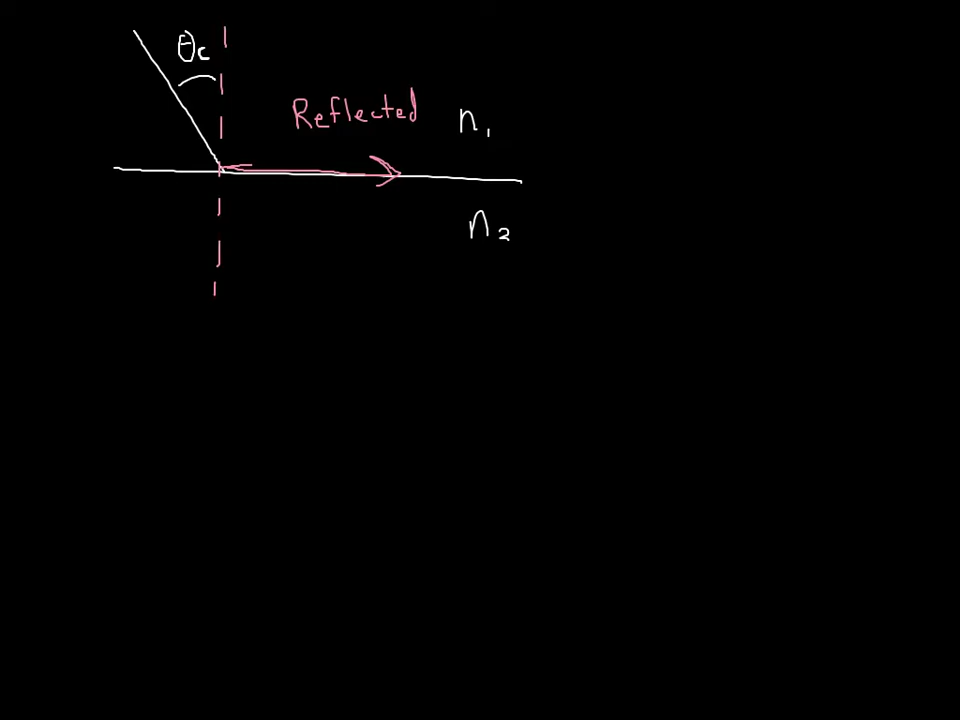 θc
Reflected
n₁
n₂